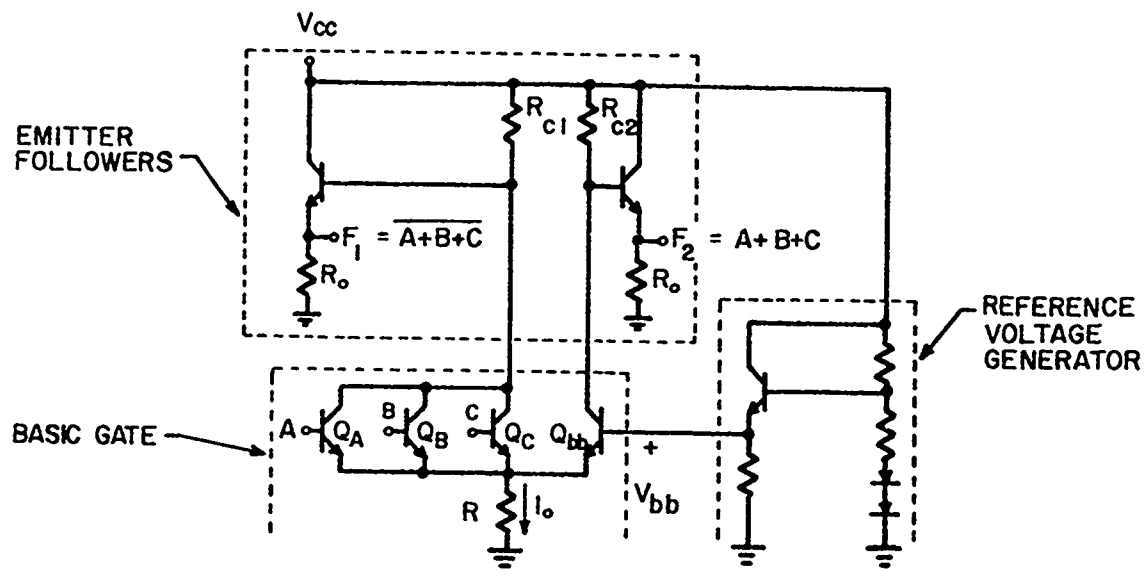 Vcc
EMITTER
FOLLOWERS
Rc1
Rc2
F1 = \overline{A+B+C}
F2 = A+B+C
Ro
Ro
REFERENCE
VOLTAGE
GENERATOR
BASIC GATE
A
QA
B
QB
C
QC
Qbb
+
Vbb
R
Io